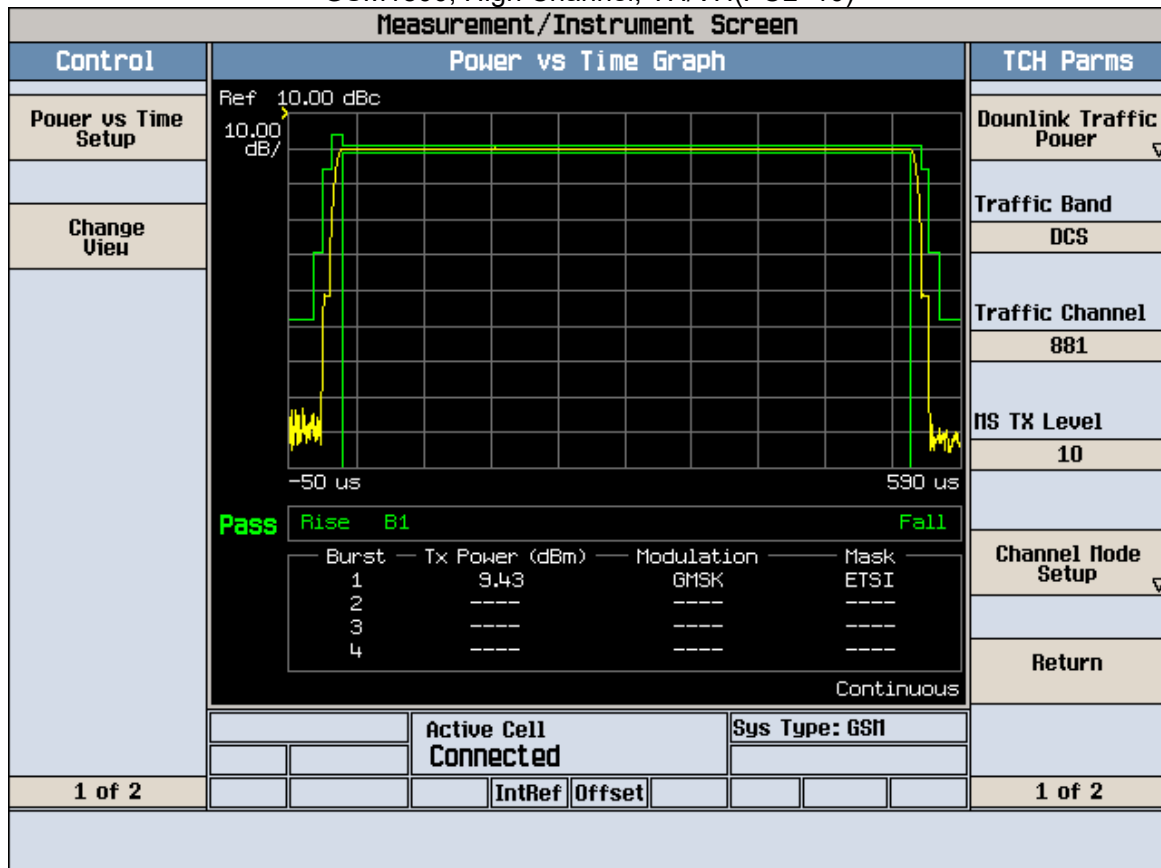 Measurement/Instrument Screen
Control
Power vs Time Graph
TCH Parms
Power vs Time
Setup
Change
View
1 of 2
Ref 10.00 dBc
10.00
dB/
-50 us
590 us
Pass
Rise B1 Fall
Burst Tx Power (dBm) Modulation Mask
1 9.43 GMSK ETSI
2 ---- ---- ----
3 ---- ---- ----
4 ---- ---- ----
Continuous
Active Cell
Connected
Sys Type: GSM
IntRef Offset
Downlink Traffic
Power
Traffic Band
DCS
Traffic Channel
881
MS TX Level
10
Channel Mode
Setup
Return
1 of 2